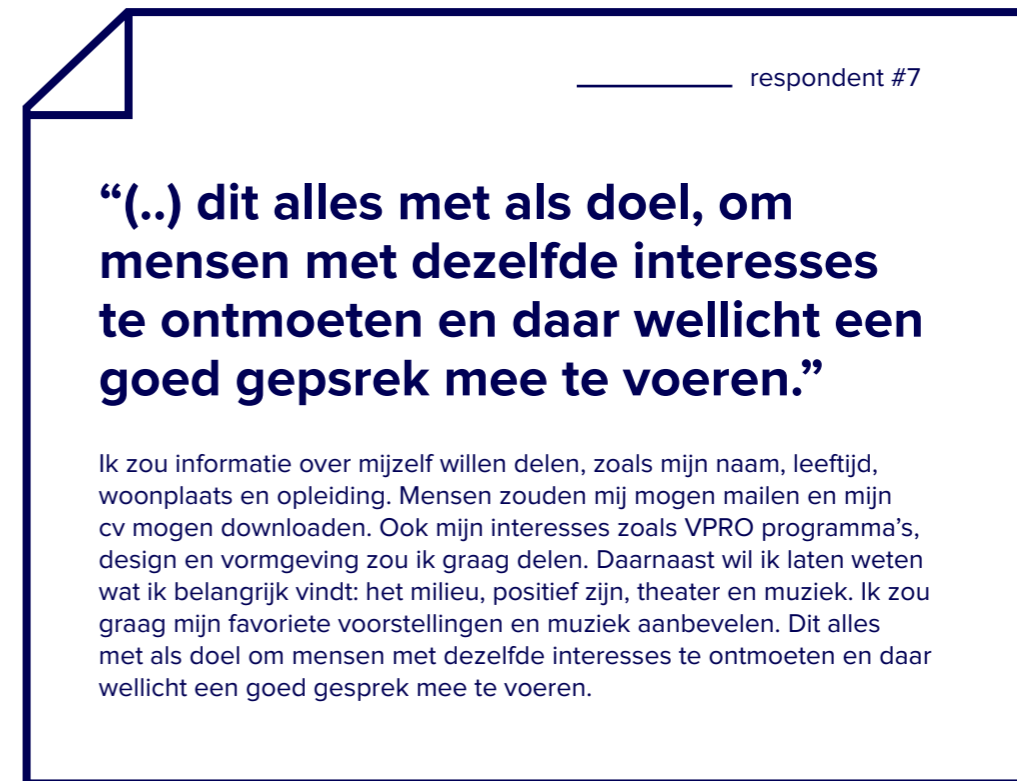 respondent #7
“(..) dit alles met als doel, om
mensen met dezelfde interesses
te ontmoeten en daar wellicht een
goed gepsrek mee te voeren.”
Ik zou informatie over mijzelf willen delen, zoals mijn naam, leeftijd,
woonplaats en opleiding. Mensen zouden mij mogen mailen en mijn
cv mogen downloaden. Ook mijn interesses zoals VPRO programma’s,
design en vormgeving zou ik graag delen. Daarnaast wil ik laten weten
wat ik belangrijk vindt: het milieu, positief zijn, theater en muziek. Ik zou
graag mijn favoriete voorstellingen en muziek aanbevelen. Dit alles
met als doel om mensen met dezelfde interesses te ontmoeten en daar
wellicht een goed gesprek mee te voeren.